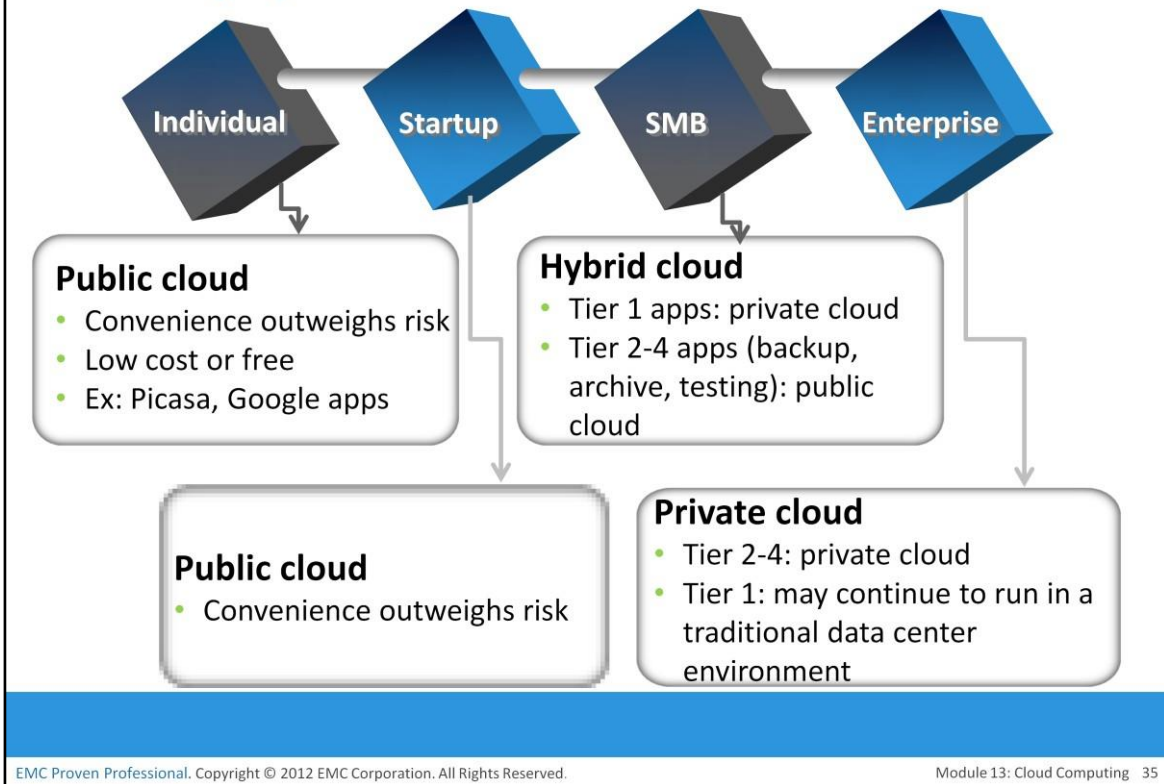 Individual
Startup
SMB
Enterprise
Public cloud
• Convenience outweighs risk
• Low cost or free
• Ex: Picasa, Google apps
Hybrid cloud
• Tier 1 apps: private cloud
• Tier 2-4 apps (backup,
archive, testing): public
cloud
Public cloud
• Convenience outweighs risk
Private cloud
• Tier 2-4: private cloud
• Tier 1: may continue to run in a
traditional data center
environment
EMC Proven Professional. Copyright © 2012 EMC Corporation. All Rights Reserved.
Module 13: Cloud Computing 35